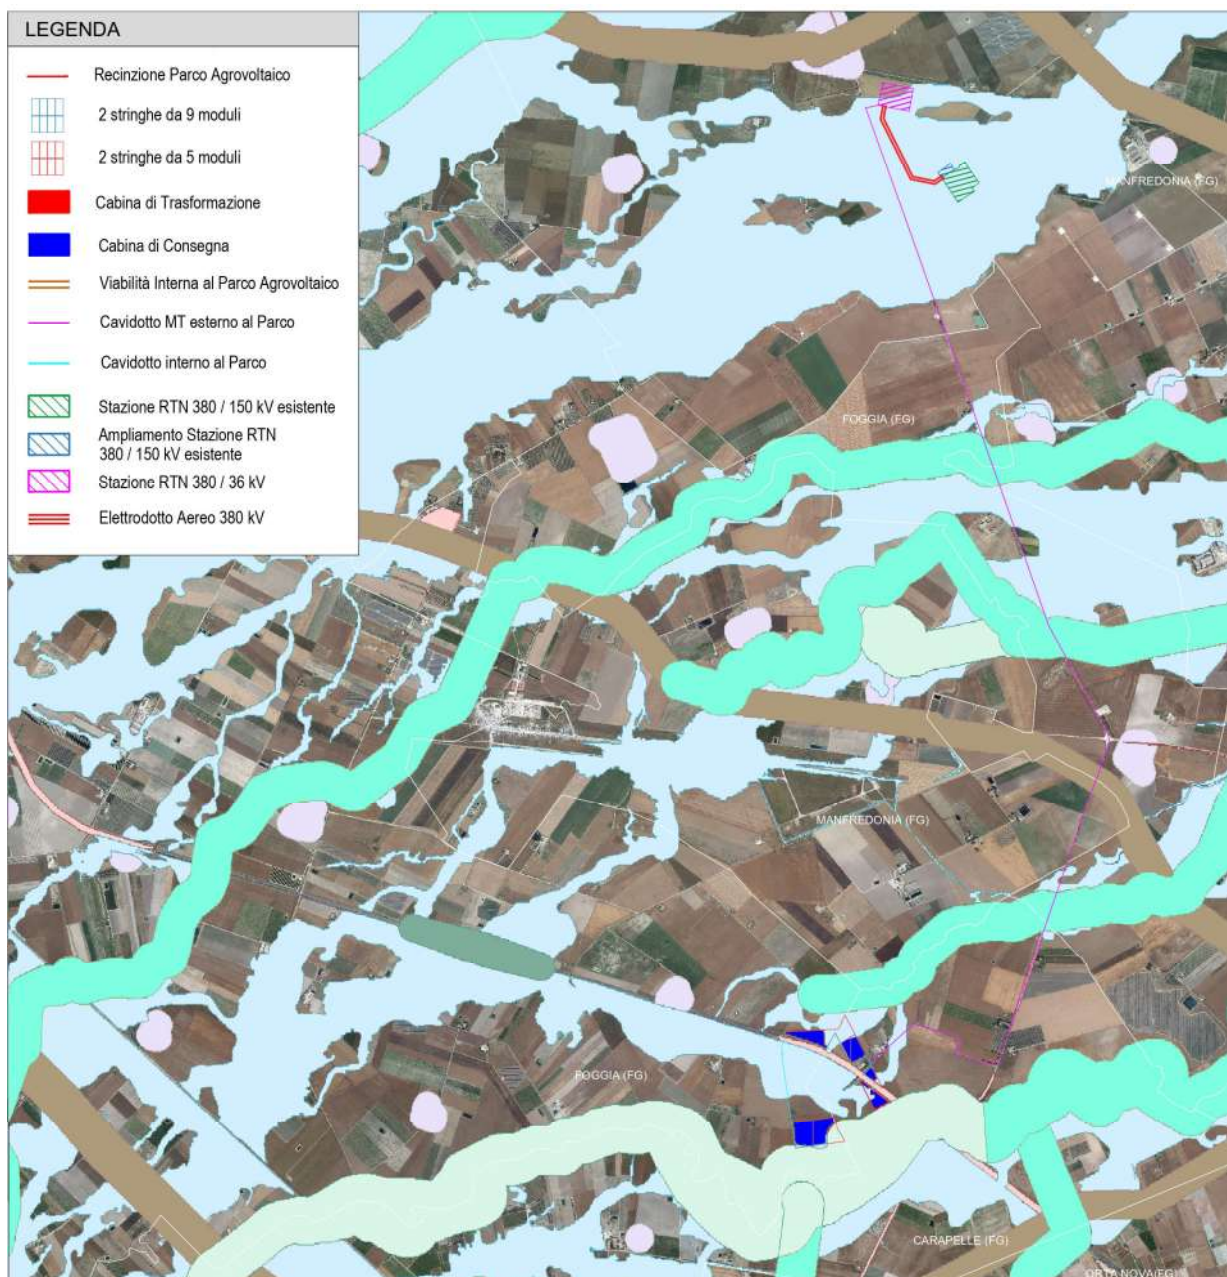 LEGENDA
Recinzione Parco Agrovoltaico
2 stringhe da 9 moduli
2 stringhe da 5 moduli
Cabina di Trasformazione
Cabina di Consegna
Viabilità Interna al Parco Agrovoltaico
Cavidotto MT esterno al Parco
Cavidotto interno al Parco
Stazione RTN 380 / 150 kV esistente
Ampliamento Stazione RTN
380 / 150 kV esistente
Stazione RTN 380 / 36 kV
Elettrodotto Aereo 380 kV
MANFREDONIA (FG)
FOGGIA (FG)
MANFREDONIA (FG)
FOGGIA (FG)
CARAPELLE (FG)
ORTA NOVA(FG)